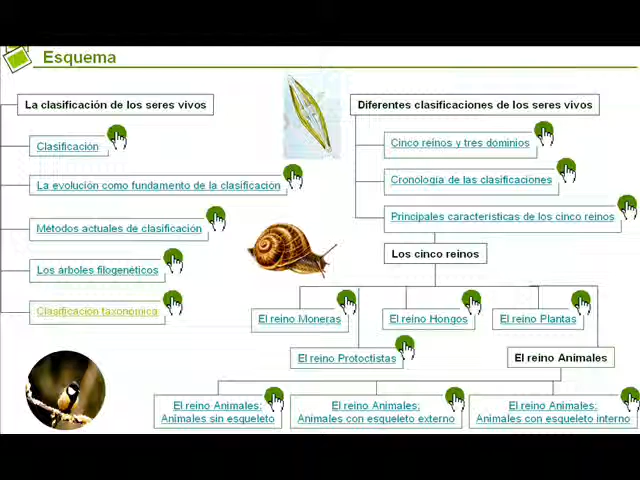 Esquema
La clasificación de los seres vivos
Clasificación
La evolución como fundamento de la clasificación
Métodos actuales de clasificación
Los árboles filogenéticos
Clasificación taxonómica
Diferentes clasificaciones de los seres vivos
Cinco reinos y tres dominios
Cronología de las clasificaciones
Principales características de los cinco reinos
Los cinco reinos
El reino Moneras
El reino Hongos
El reino Plantas
El reino Protoctistas
El reino Animales
El reino Animales:
Animales sin esqueleto
El reino Animales:
Animales con esqueleto externo
El reino Animales:
Animales con esqueleto interno